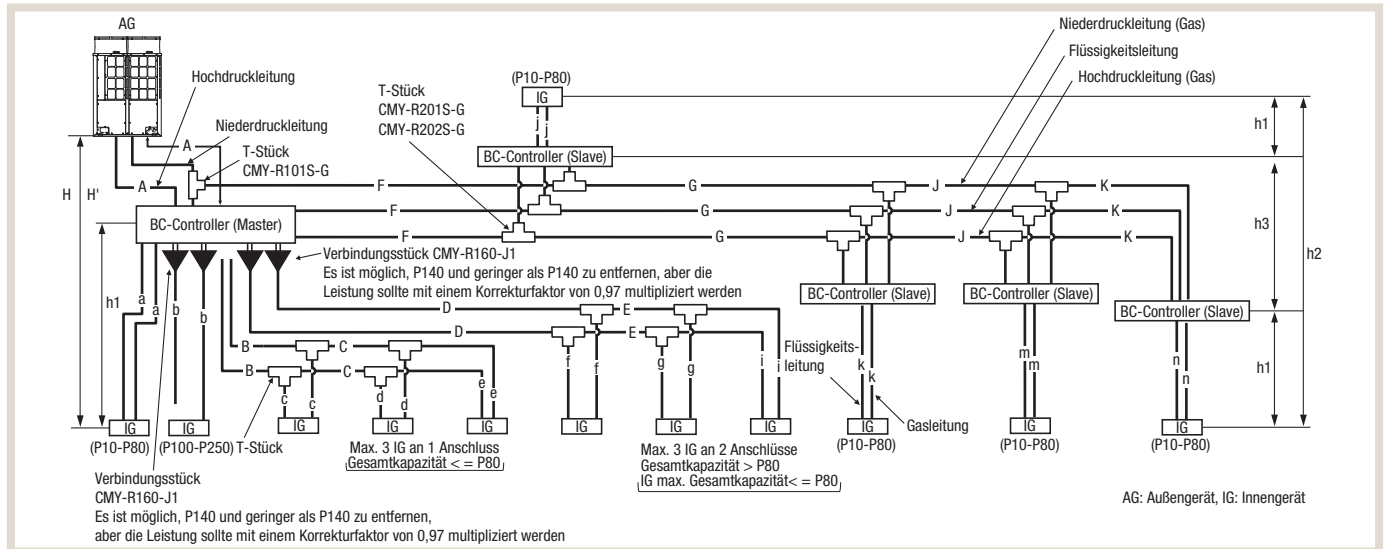 AG
Hochdruckleitung
Niederdruckleitung
A
T-Stück
CMY-R101S-G
A
H
H'
h1
BC-Controller (Master)
T-Stück
CMY-R201S-G
CMY-R202S-G
(P10-P80)
IG
j
j
BC-Controller (Slave)
Niederdruckleitung (Gas)
Flüssigkeitsleitung
Hochdruckleitung (Gas)
h1
h3
h2
h1
F
G
J
K
F
G
J
K
F
G
J
K
Verbindungsstück CMY-R160-J1
Es ist möglich, P140 und geringer als P140 zu entfernen, aber die
Leistung sollte mit einem Korrekturfaktor von 0,97 multipliziert werden
BC-Controller (Slave)
BC-Controller (Slave)
BC-Controller (Slave)
a
a
b
b
D
E
D
E
B
C
B
C
c
c
d
d
e
e
f
f
g
g
i
i
Flüssigkeits-
leitung
k
k
Gasleitung
m
m
n
n
IG
IG
IG
IG
IG
IG
IG
IG
IG
IG
IG
(P10-P80)
(P100-P250)
T-Stück
Max. 3 IG an 1 Anschluss
Gesamtkapazität < = P80
Max. 3 IG an 2 Anschlüsse
Gesamtkapazität > P80
IG max. Gesamtkapazität< = P80
(P10-P80)
(P10-P80)
(P10-P80)
Verbindungsstück
CMY-R160-J1
Es ist möglich, P140 und geringer als P140 zu entfernen,
aber die Leistung sollte mit einem Korrekturfaktor von 0,97 multipliziert werden
AG: Außengerät, IG: Innengerät